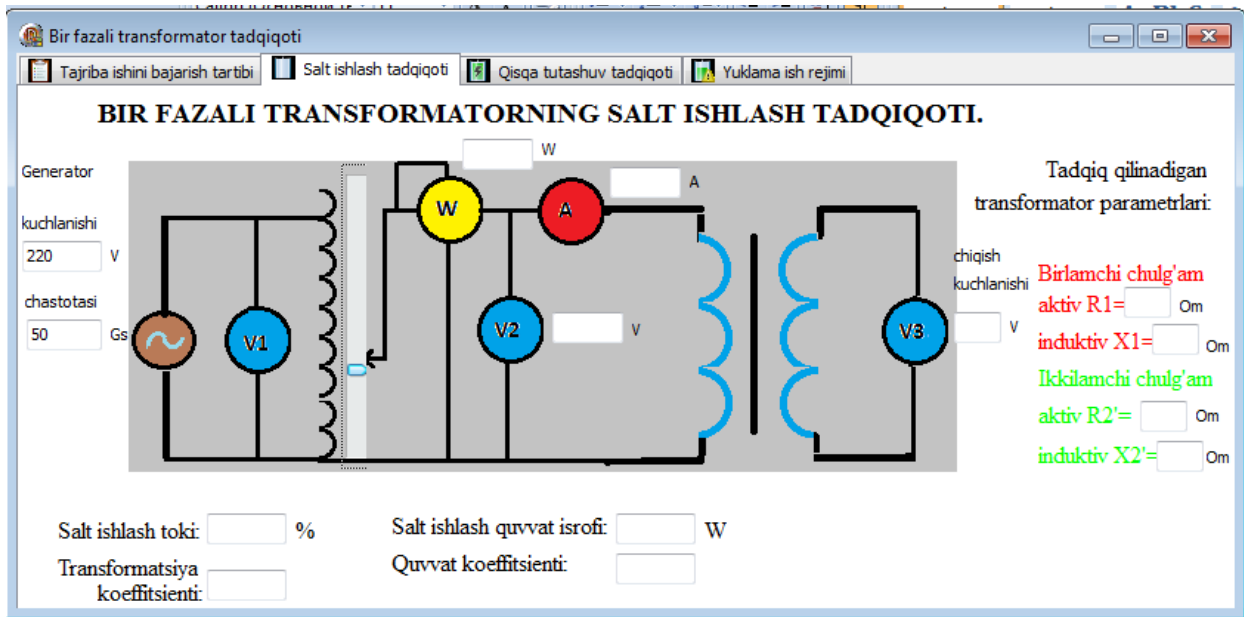 Bir fazali transformator tadqiqoti
Tajriba ishini bajarish tartibi
Salt ishlash tadqiqoti
Qisqa tutashuv tadqiqoti
Yuklama ish rejimi
BIR FAZALI TRANSFORMATORNING SALT ISHLASH TADQIQOTI.
Generator
kuchlanishi
220 V
chastotasi
50 Gs
V1
W
W
A
A
V2
V
V3
chiqish
kuchlanishi
V
Tadqiq qilinadigan
transformator parametrlari:
Birlamchi chulg'am
aktiv R1= Om
induktiv X1= Om
Ikkilamchi chulg'am
aktiv R2'= Om
induktiv X2'= Om
Salt ishlash toki: %
Transformatsiya
koeffitsienti:
Salt ishlash quvvat isrofi: W
Quvvat koeffitsienti: